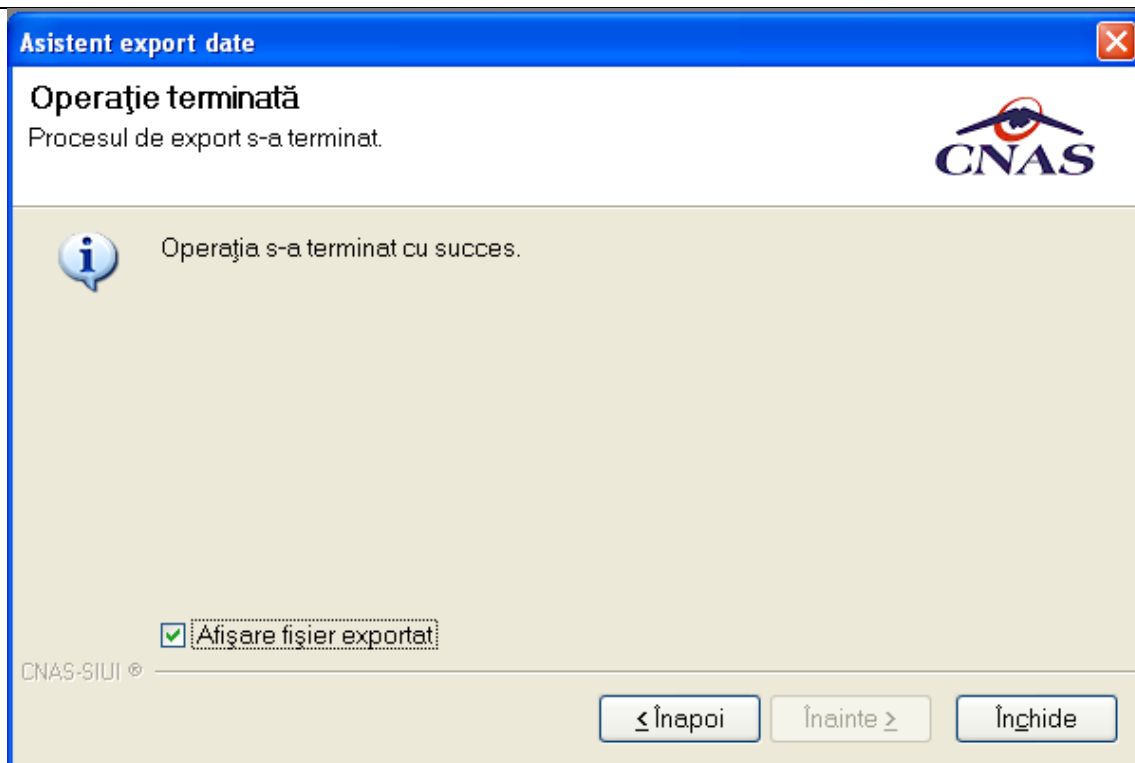 Asistent export date
Operaţie terminată
Procesul de export s-a terminat.
CNAS
Operaţia s-a terminat cu succes.
Afişare fişier exportat
CNAS-SIUI ®
< Înapoi
Înainte >
Închide